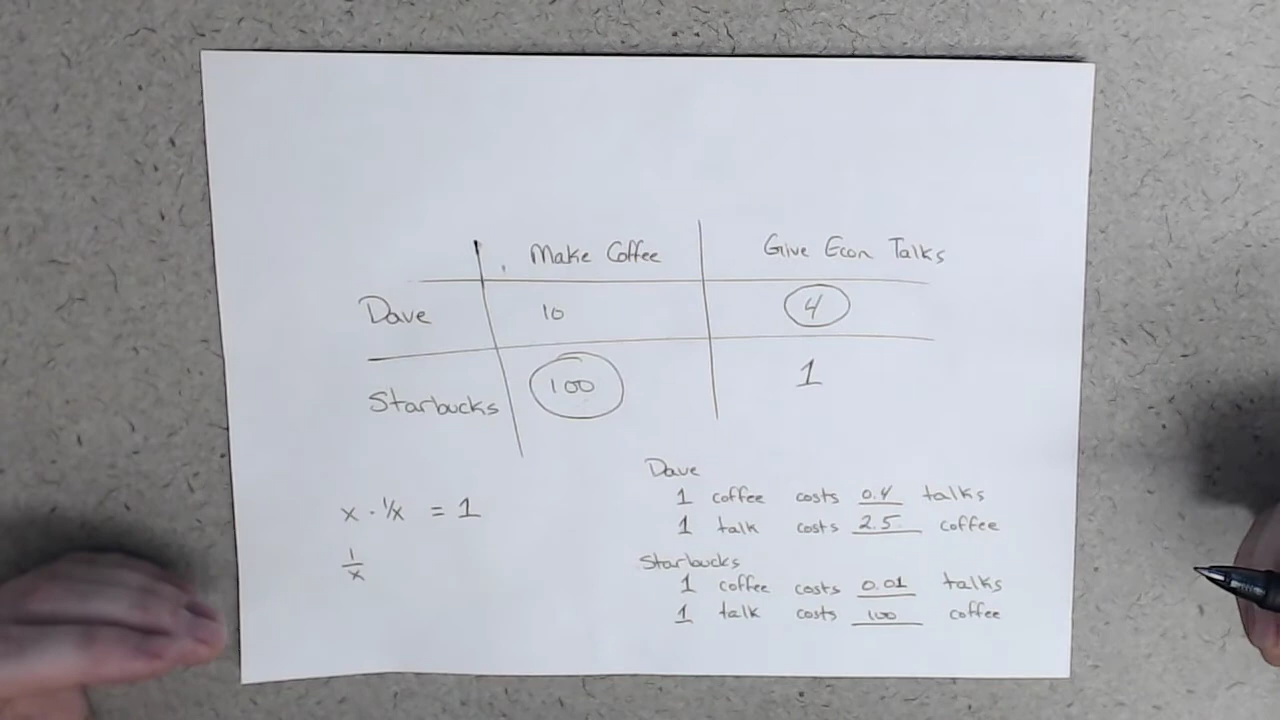 Make Coffee Give Econ Talks
Dave 10 4
Starbucks 100 1
Dave
1 coffee costs 0.4 talks
1 talk costs 2.5 coffee
Starbucks
1 coffee costs 0.01 talks
1 talk costs 100 coffee
x · 1/x = 1
1/x